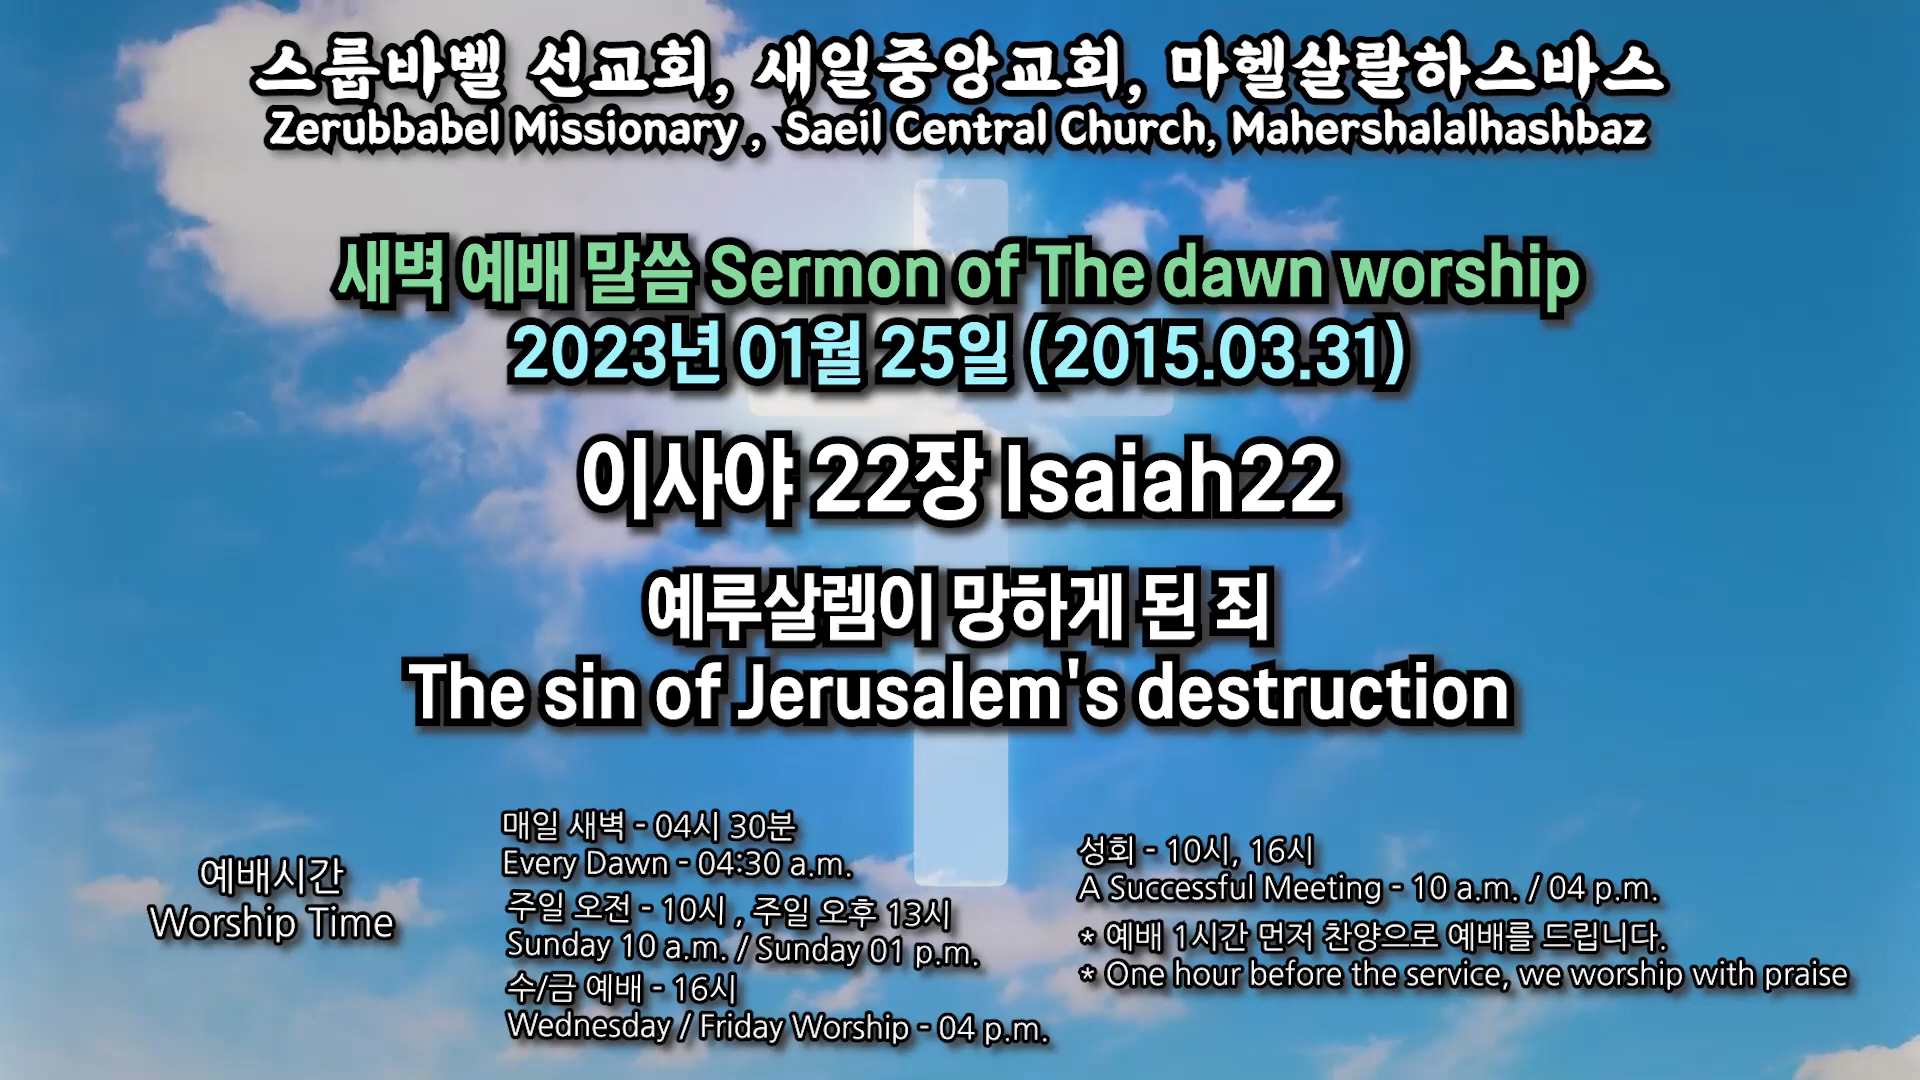 스룹바벨 선교회, 새일중앙교회, 마헬살랄하스바스
Zerubbabel Missionary , Saeil Central Church, Mahershalalhashbaz
새벽 예배 말씀 Sermon of The dawn worship
2023년 01월 25일 (2015.03.31)
이사야 22장 Isaiah22
예루살렘이 망하게 된 죄
The sin of Jerusalem's destruction
예배시간
Worship Time
매일 새벽 - 04시 30분
Every Dawn - 04:30 a.m.
주일 오전 - 10시 , 주일 오후 13시
Sunday 10 a.m. / Sunday 01 p.m.
수/금 예배 - 16시
Wednesday / Friday Worship - 04 p.m.
성회 - 10시, 16시
A Successful Meeting - 10 a.m. / 04 p.m.
* 예배 1시간 먼저 찬양으로 예배를 드립니다.
* One hour before the service, we worship with praise